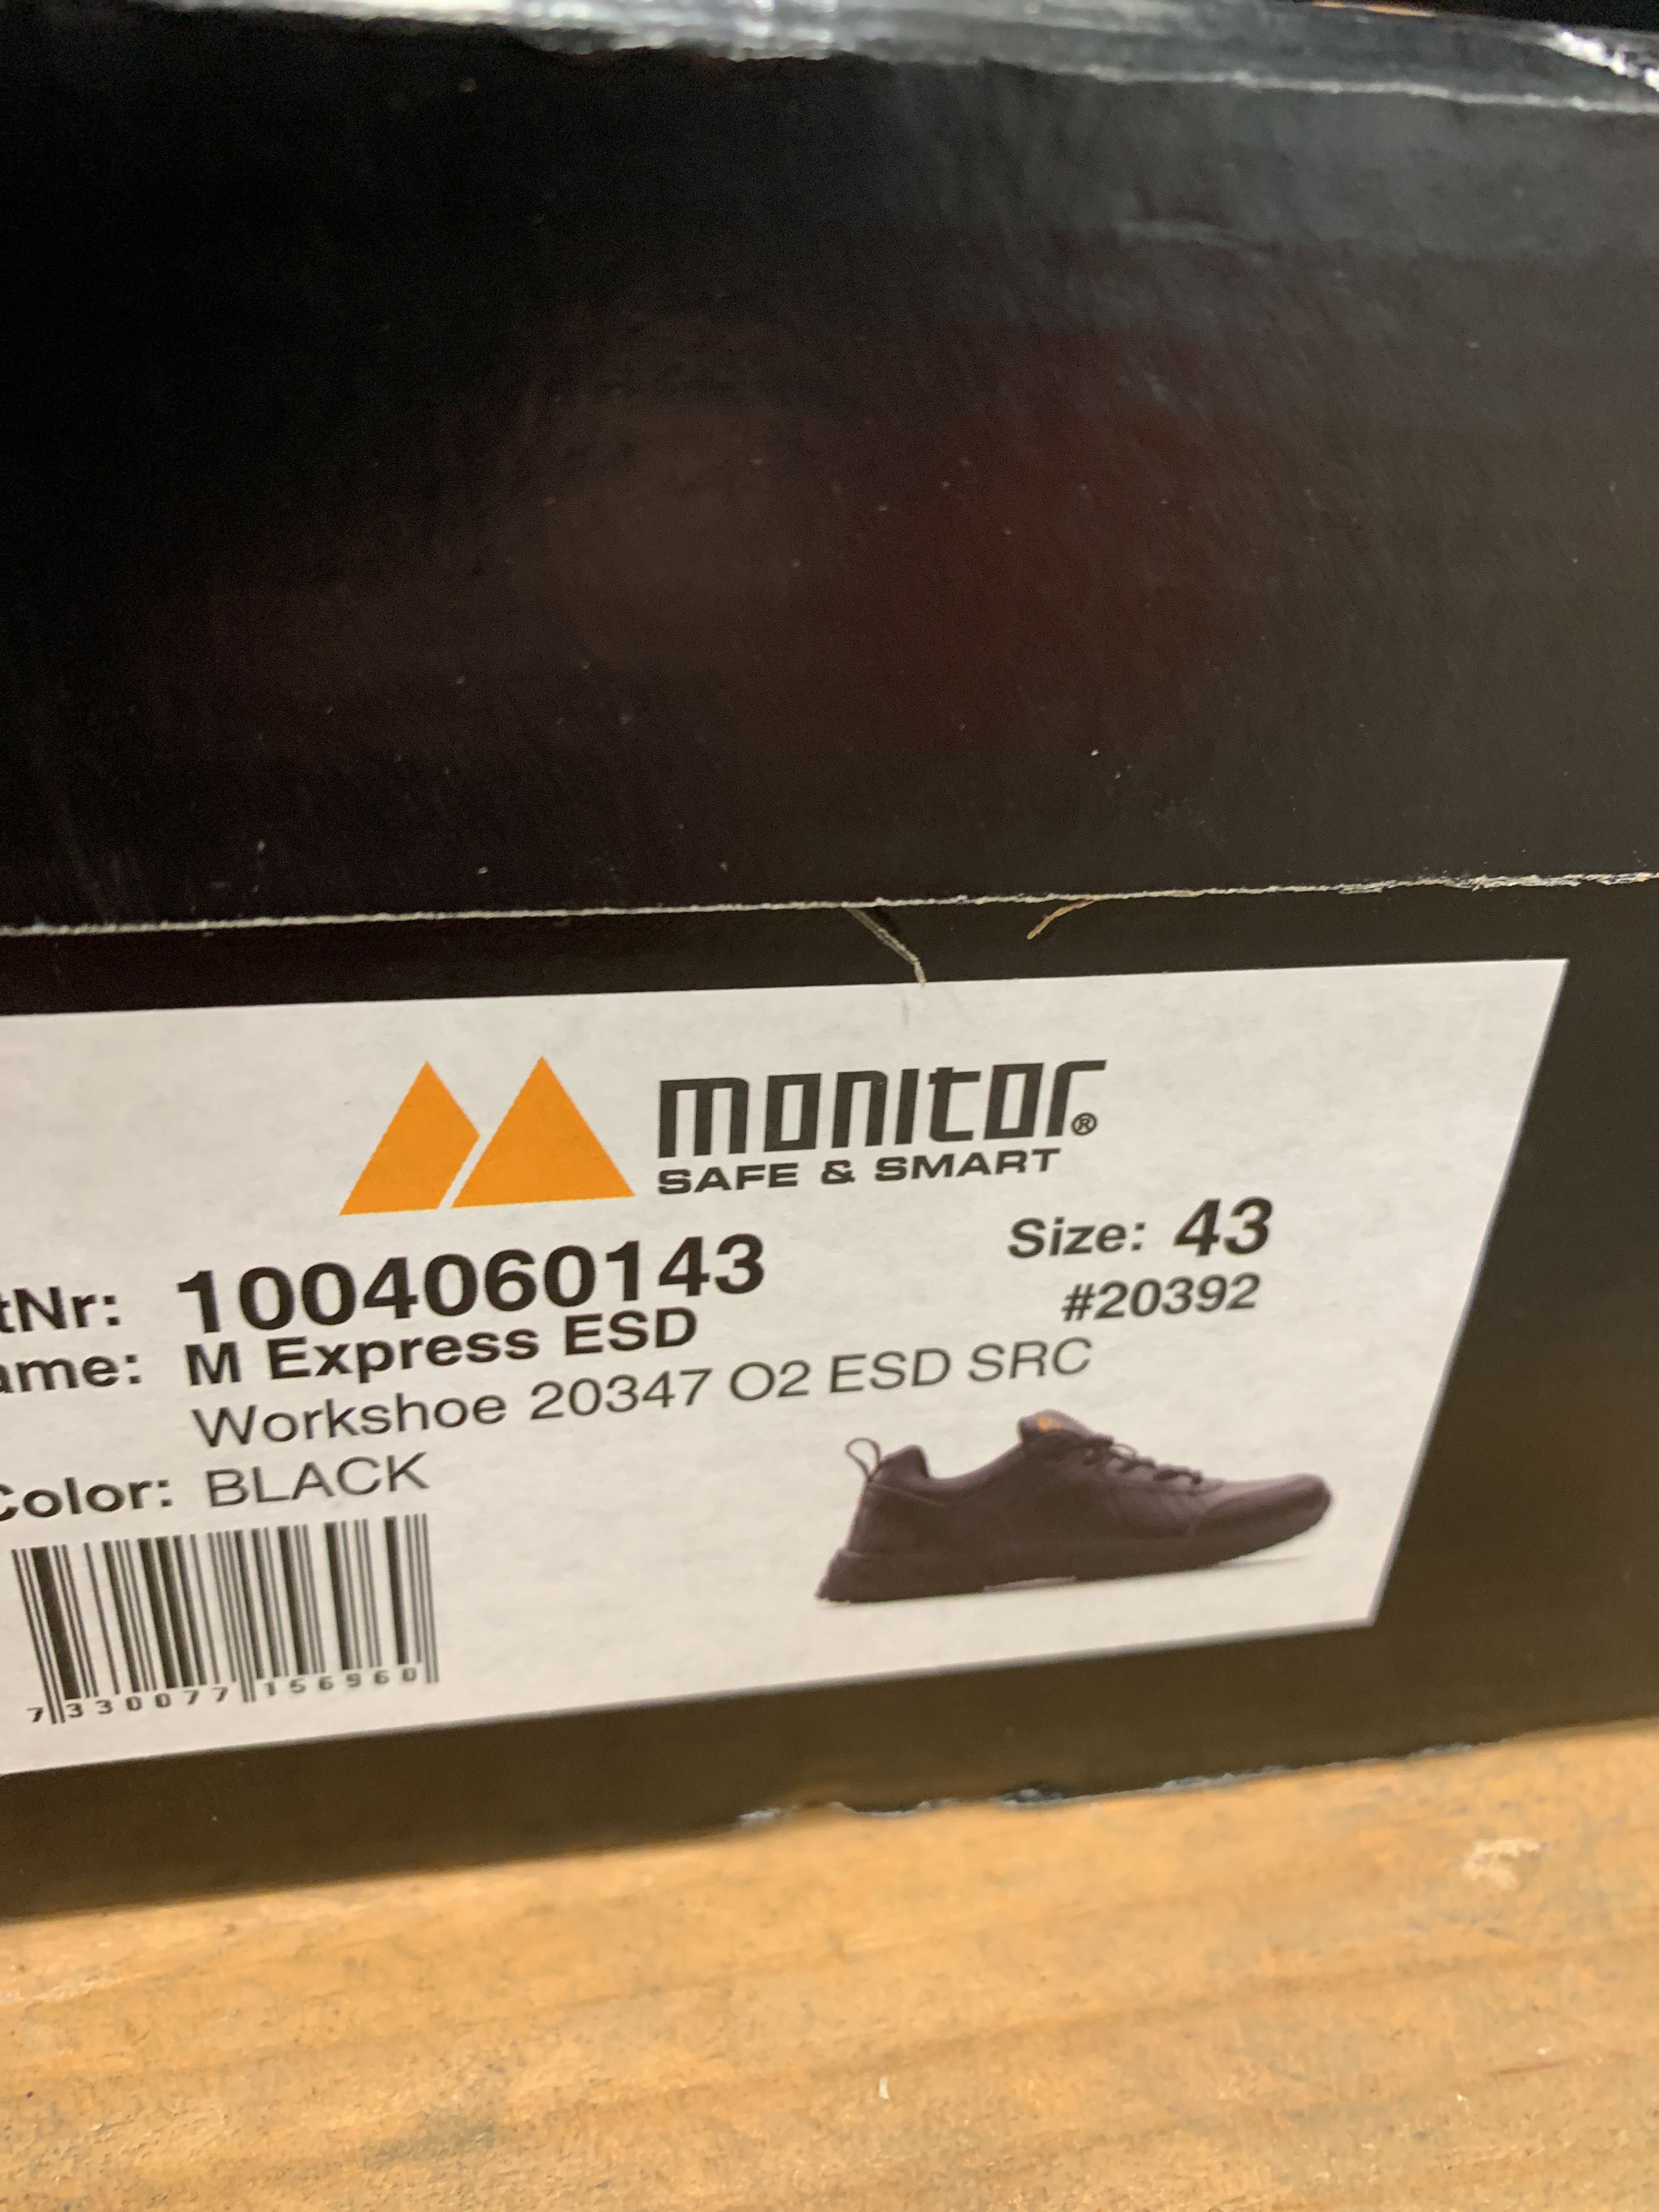 monitor®
SAFE & SMART
tNr: 1004060143
Size: 43
#20392
ame: M Express ESD
Workshoe 20347 O2 ESD SRC
Color: BLACK
7 330077 156960